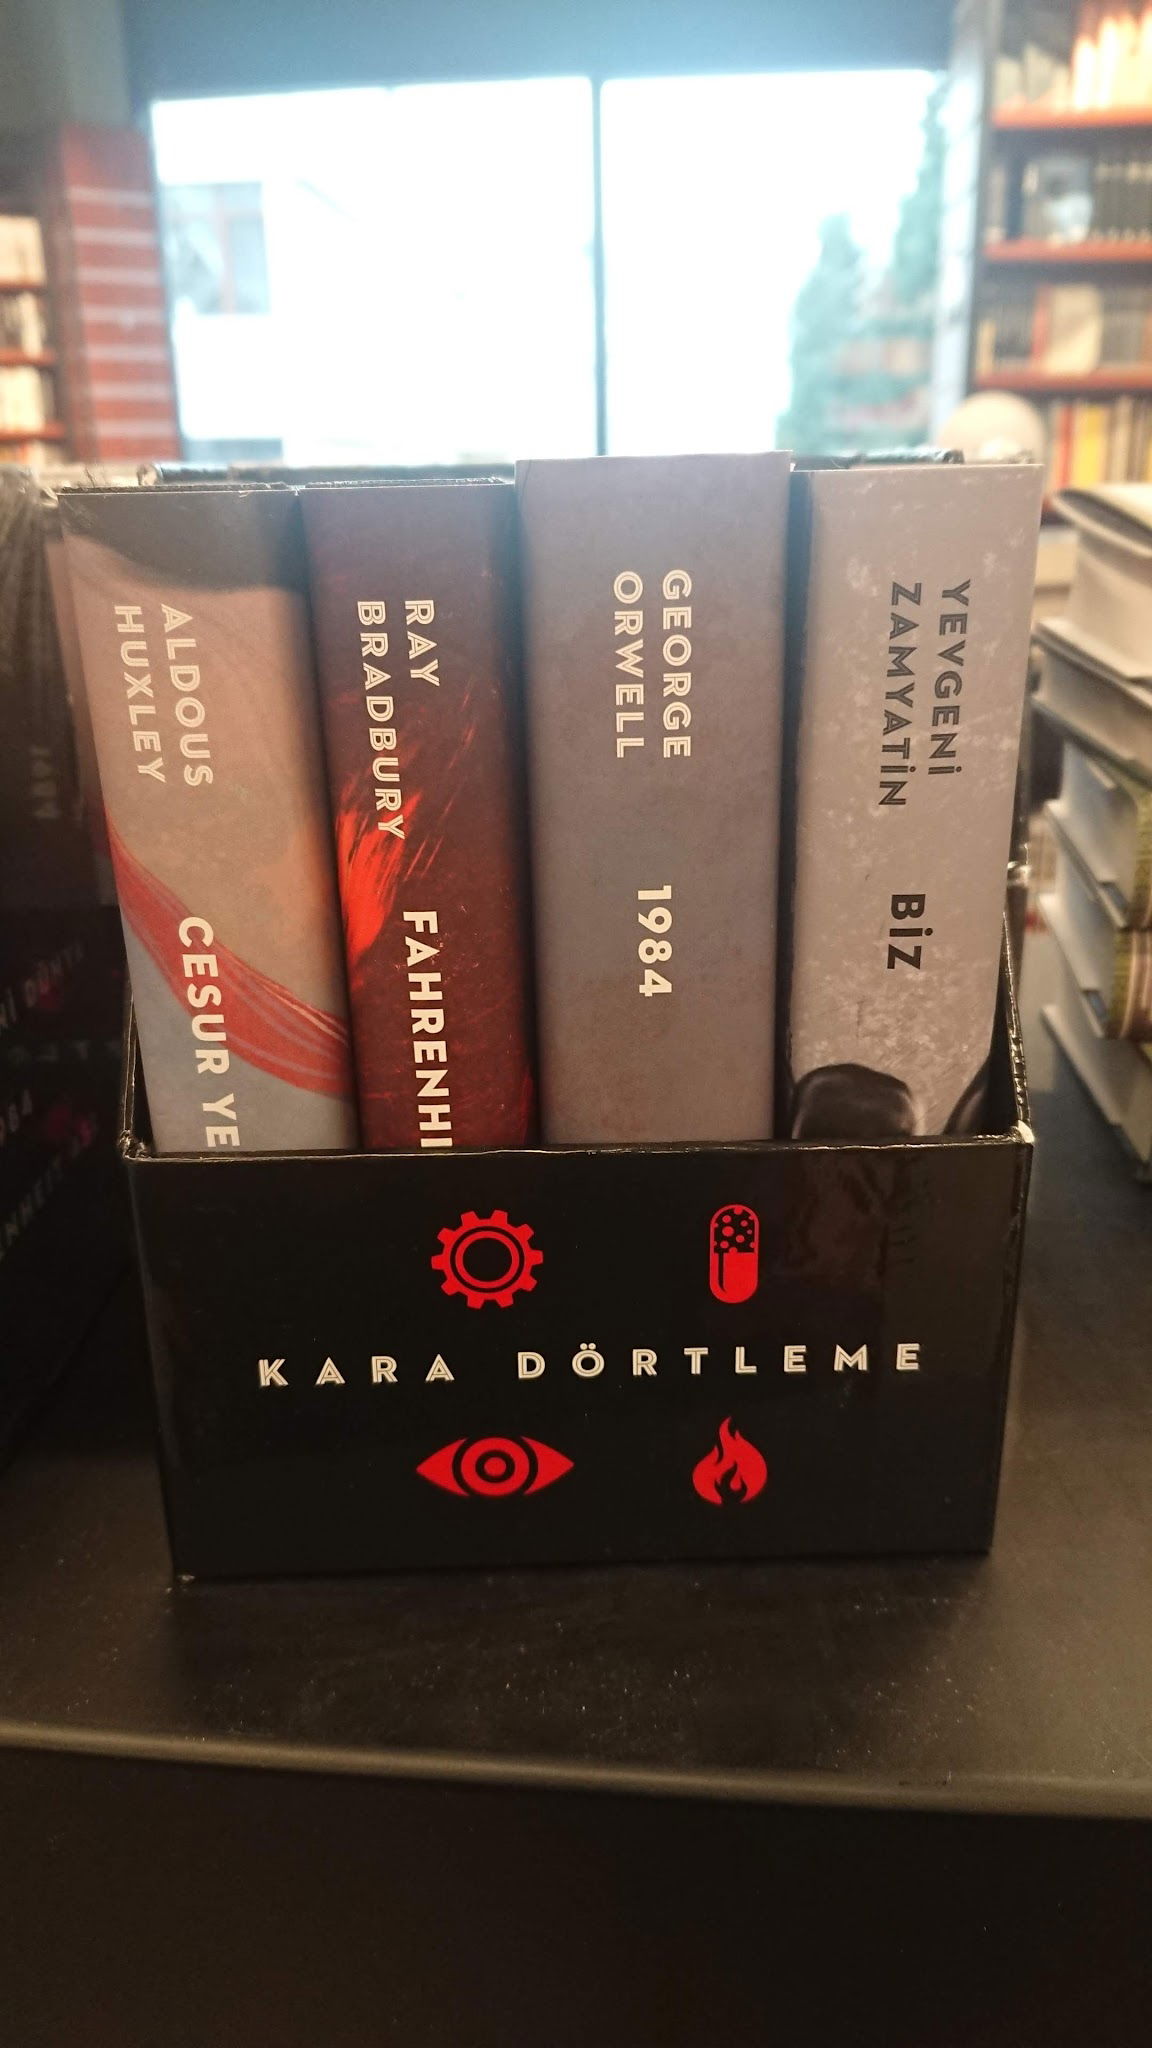 ALDOUS
HUXLEY
CESUR YE
RAY
BRADBURY
FAHRENHI
GEORGE
ORWELL
1984
YEVGENİ
ZAMYATİN
BİZ
KARA DÖRTLEME